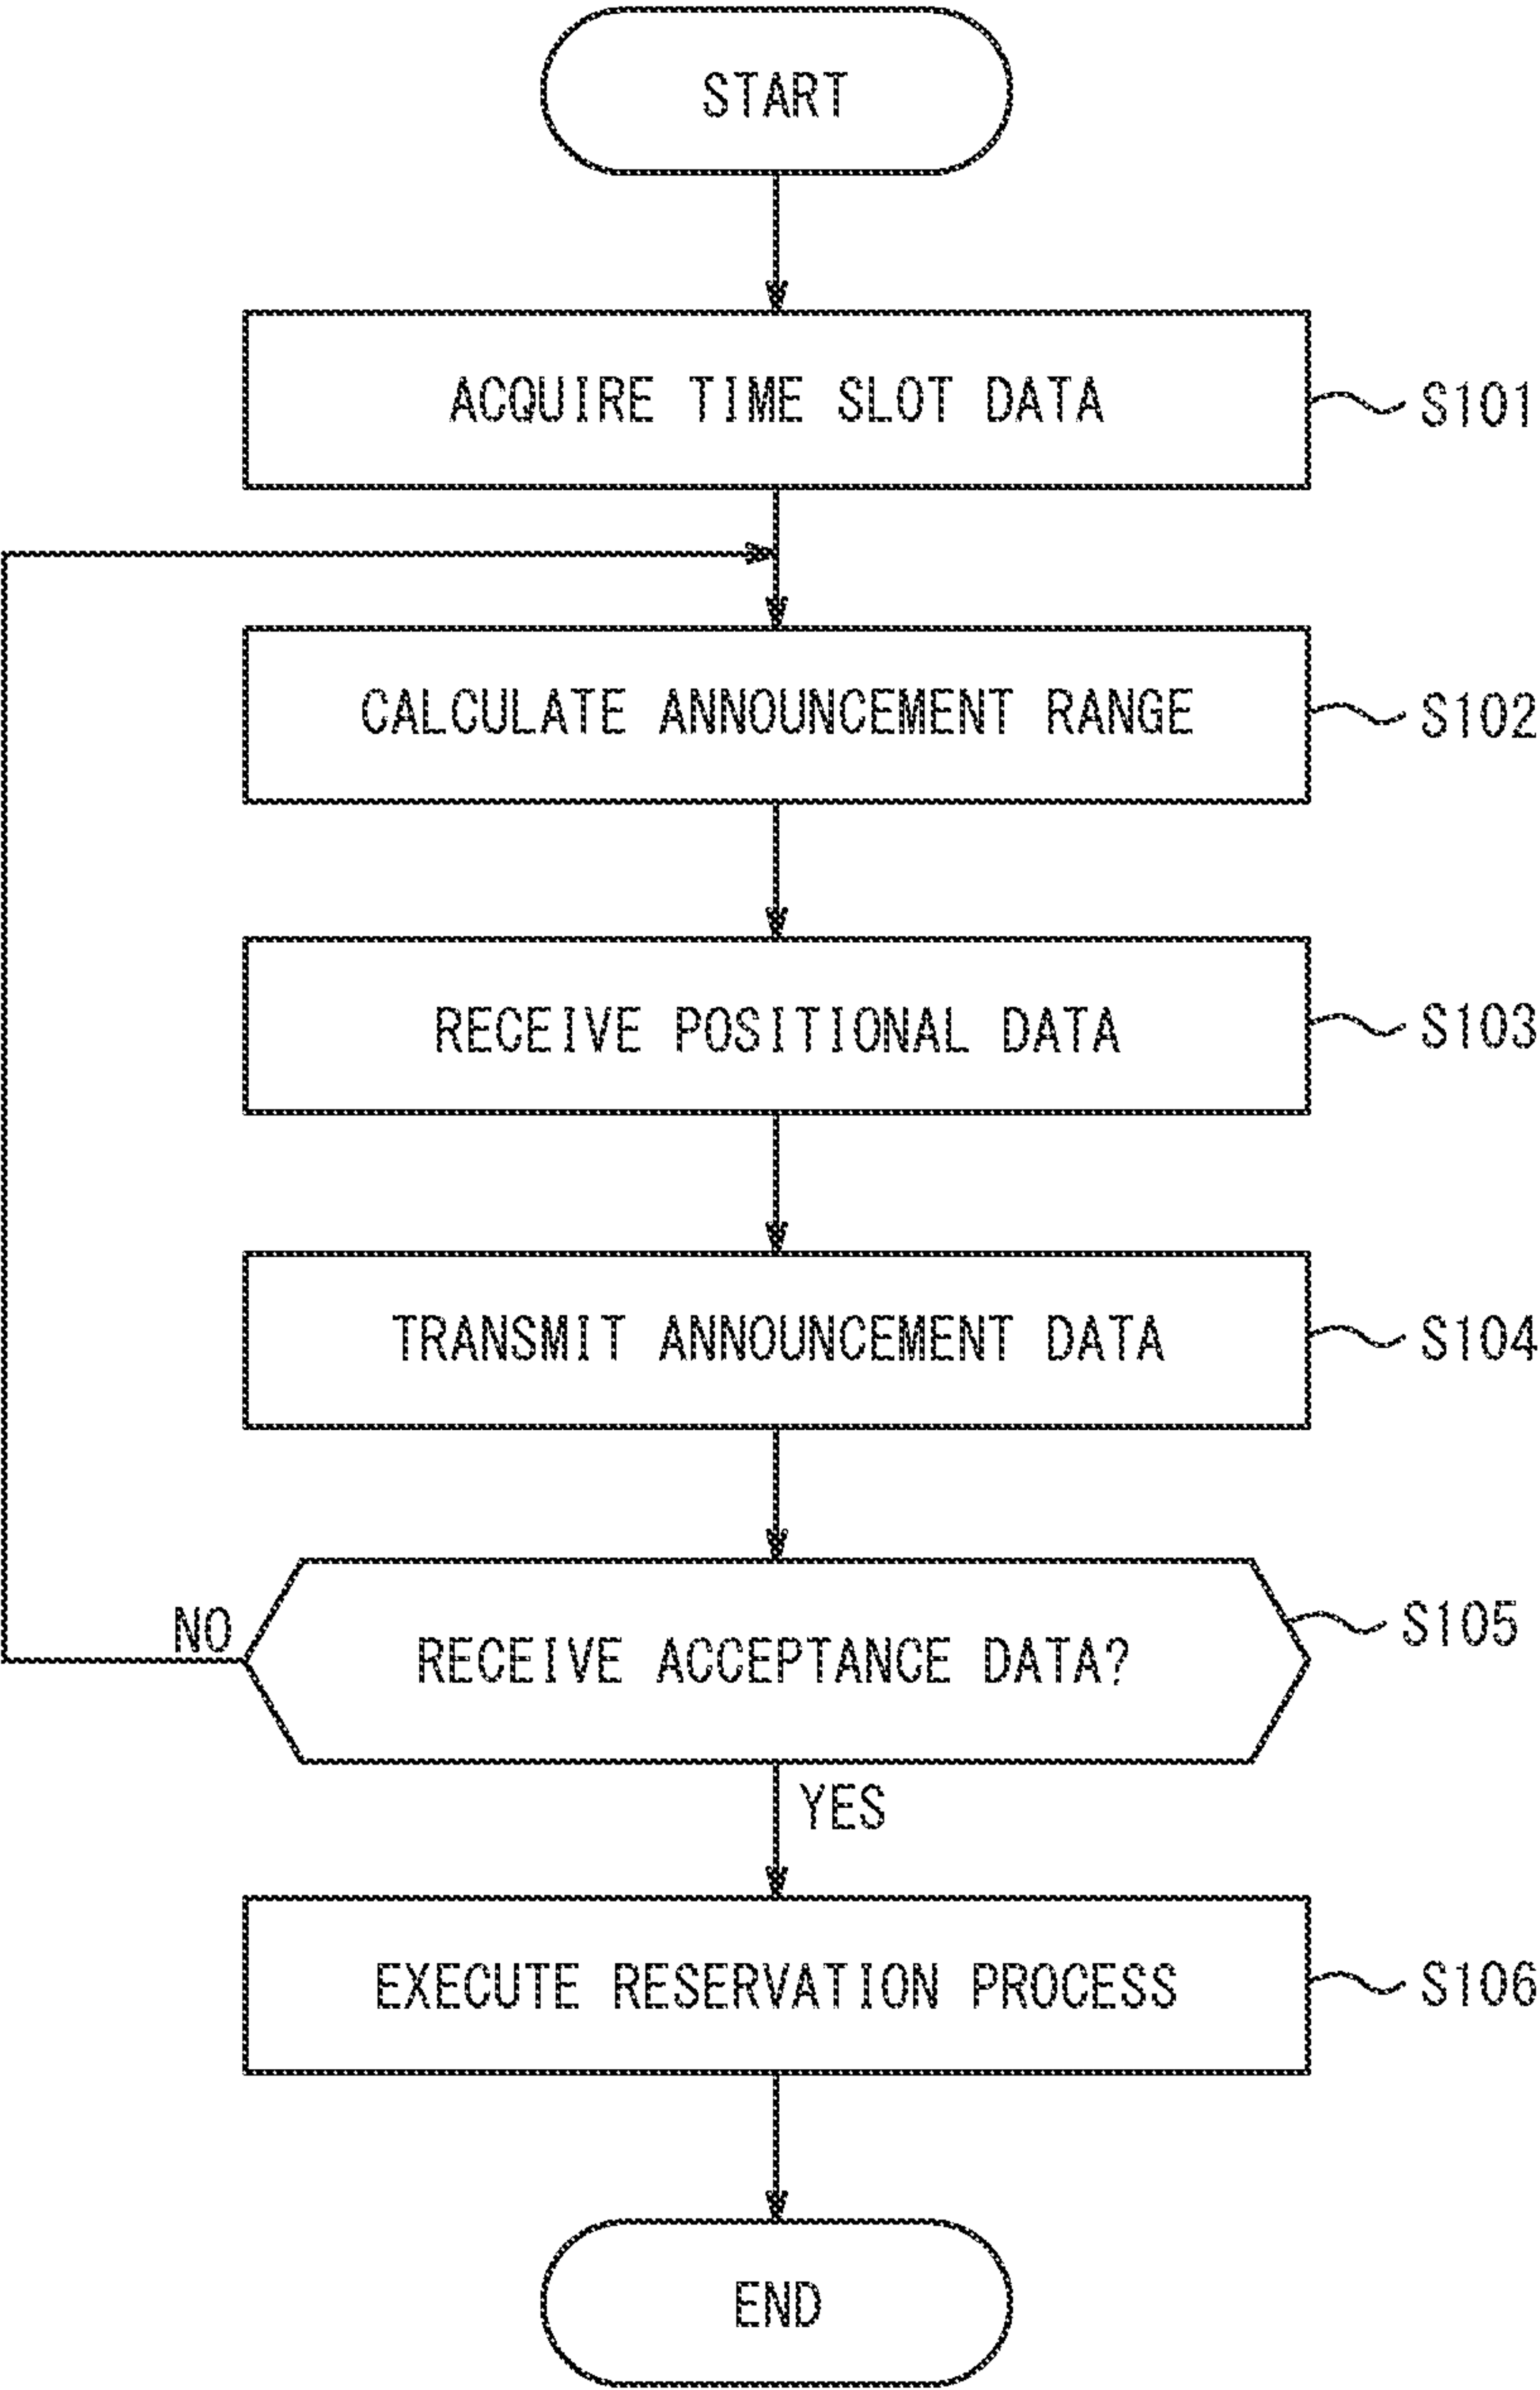 START
ACQUIRE TIME SLOT DATA
S101
CALCULATE ANNOUNCEMENT RANGE
S102
RECEIVE POSITIONAL DATA
S103
TRANSMIT ANNOUNCEMENT DATA
S104
RECEIVE ACCEPTANCE DATA?
S105
NO
YES
EXECUTE RESERVATION PROCESS
S106
END